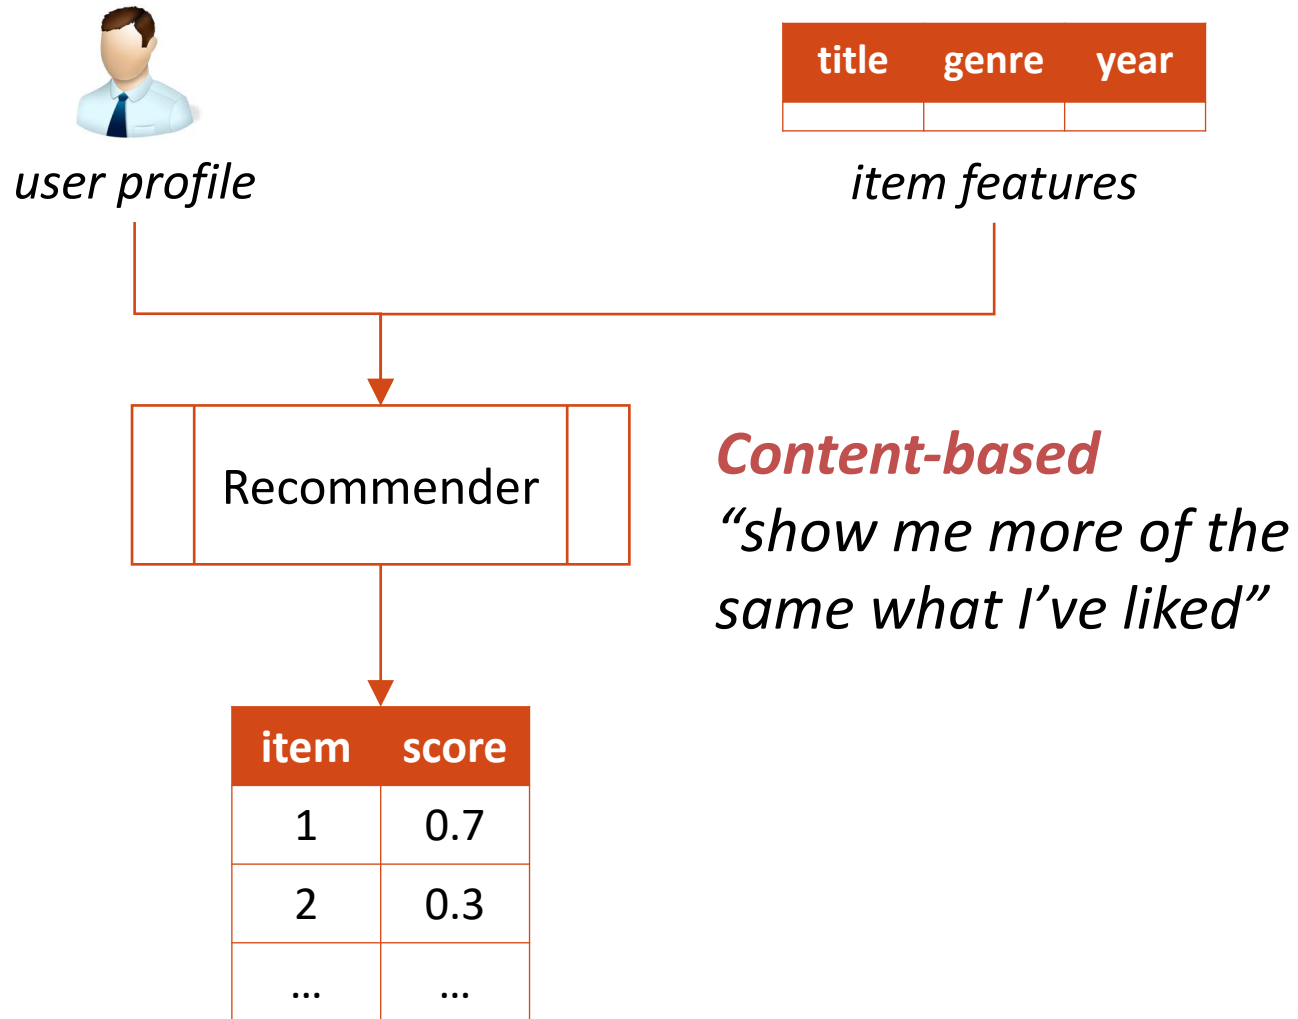 title genre year
user profile
item features
Recommender
Content-based
“show me more of the
same what I’ve liked”
item score
1 0.7
2 0.3
... ...